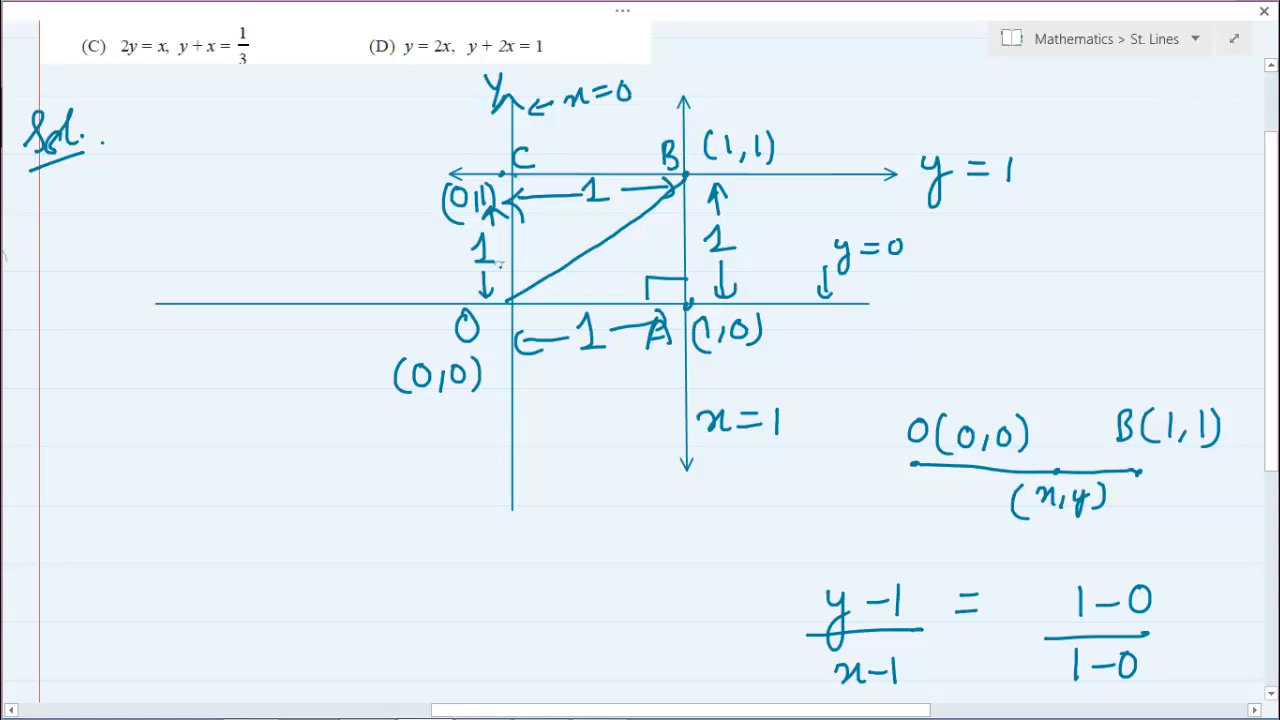 Mathematics > St. Lines
(C) 2y = x, y + x = 1/3 (D) y = 2x, y + 2x = 1
Sol.
y x=0
C B (1,1)
y = 1
(0,1) 1
1 1 y=0
O 1 A (1,0)
(0,0)
x=1
O(0,0) B(1,1)
(x,y)
y-1 = 1-0
x-1 1-0